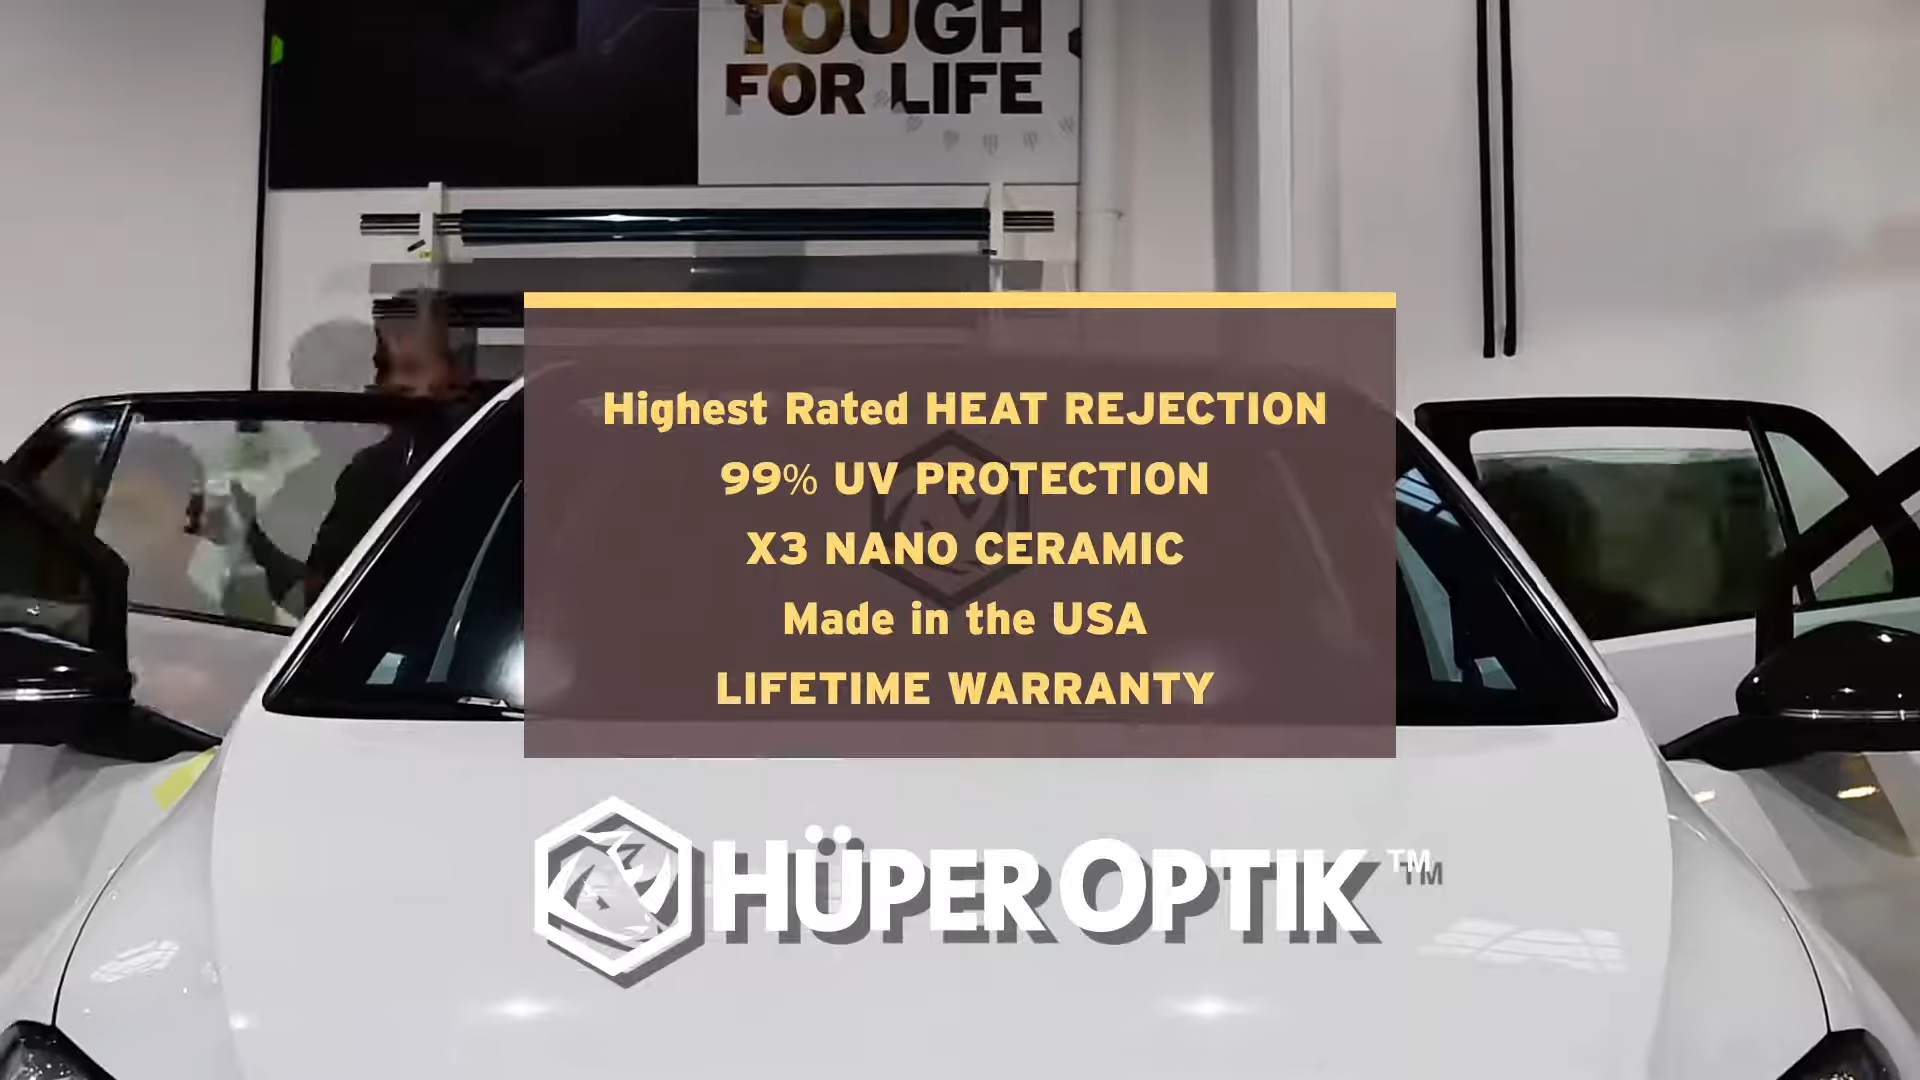 TOUGH
FOR LIFE
Highest Rated HEAT REJECTION
99% UV PROTECTION
X3 NANO CERAMIC
Made in the USA
LIFETIME WARRANTY
HÜPER OPTIK™